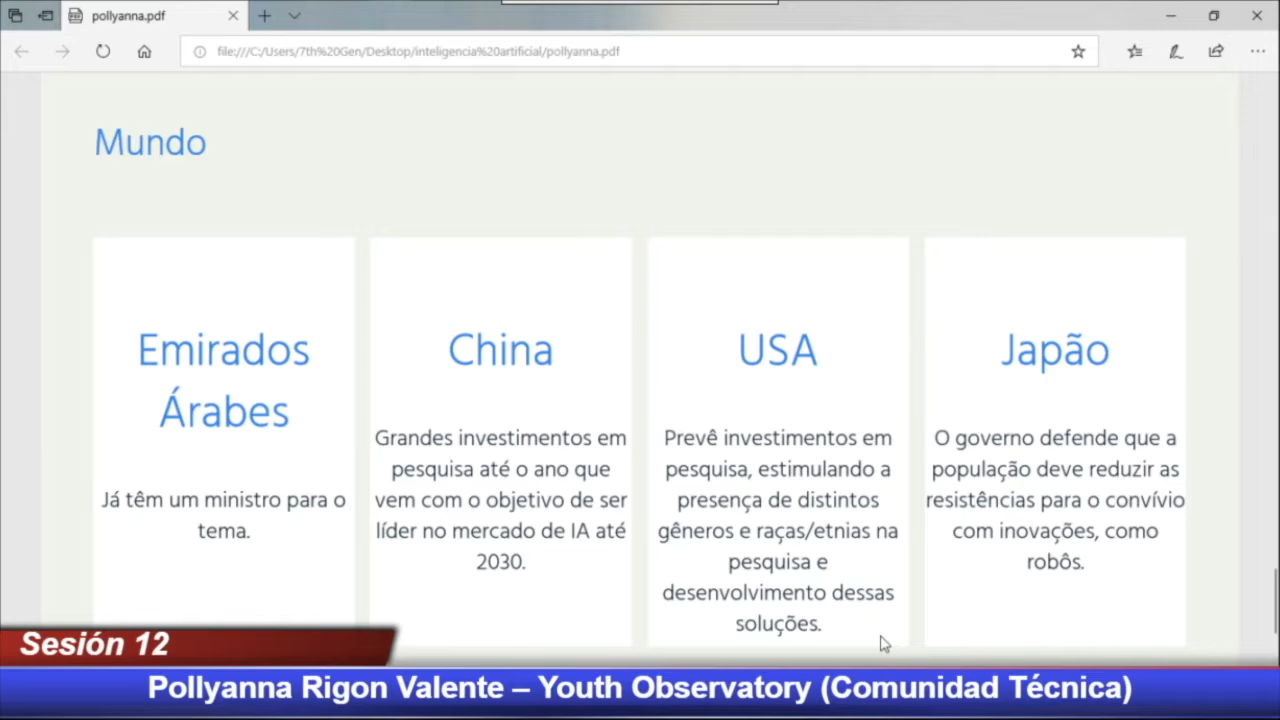 pollyanna.pdf
file:///C:/Users/7th%20Gen/Desktop/inteligencia%20artificial/pollyanna.pdf
Mundo
Emirados
Árabes
Já têm um ministro para o
tema.
China
Grandes investimentos em
pesquisa até o ano que
vem com o objetivo de ser
líder no mercado de IA até
2030.
USA
Prevê investimentos em
pesquisa, estimulando a
presença de distintos
gêneros e raças/etnias na
pesquisa e
desenvolvimento dessas
soluções.
Japão
O governo defende que a
população deve reduzir as
resistências para o convívio
com inovações, como
robôs.
Sesión 12
Pollyanna Rigon Valente – Youth Observatory (Comunidad Técnica)